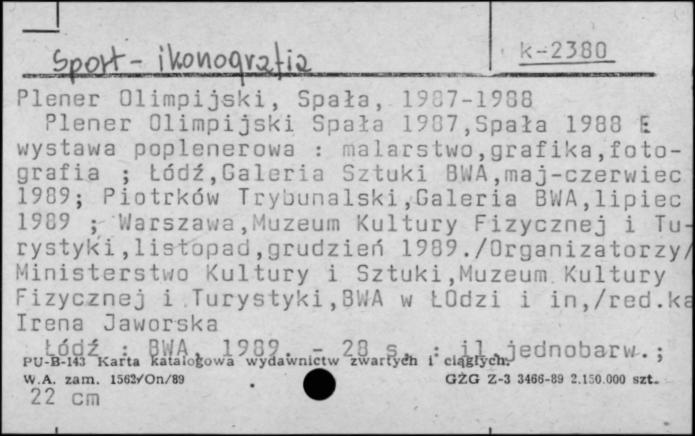 Sport - ikonografia
k-2380
Plener Olimpijski, Spała, 1987-1988
Plener Olimpijski Spała 1987,Spała 1988 E
wystawa poplenerowa : malarstwo,grafika,foto-
grafia ; Łódź,Galeria Sztuki BWA,maj-czerwiec
1989; Piotrków Trybunalski,Galeria BWA,lipiec
1989 ; Warszawa,Muzeum Kultury Fizycznej i Tu-
rystyki,listopad,grudzień 1989./Organizatorzy/
Ministerstwo Kultury i Sztuki,Muzeum Kultury
Fizycznej i Turystyki,BWA w ŁOdzi i in,/red.ka
Irena Jaworska
Łódź : BWA, 1989. - 28 s. : il.jednobarw.;
PU-B-143 Karta katalogowa wydawnictw zwartych i ciągłych.
W.A. zam. 1562/On/89 GZG Z-3 3466-89 2.150.000 szt.
22 cm